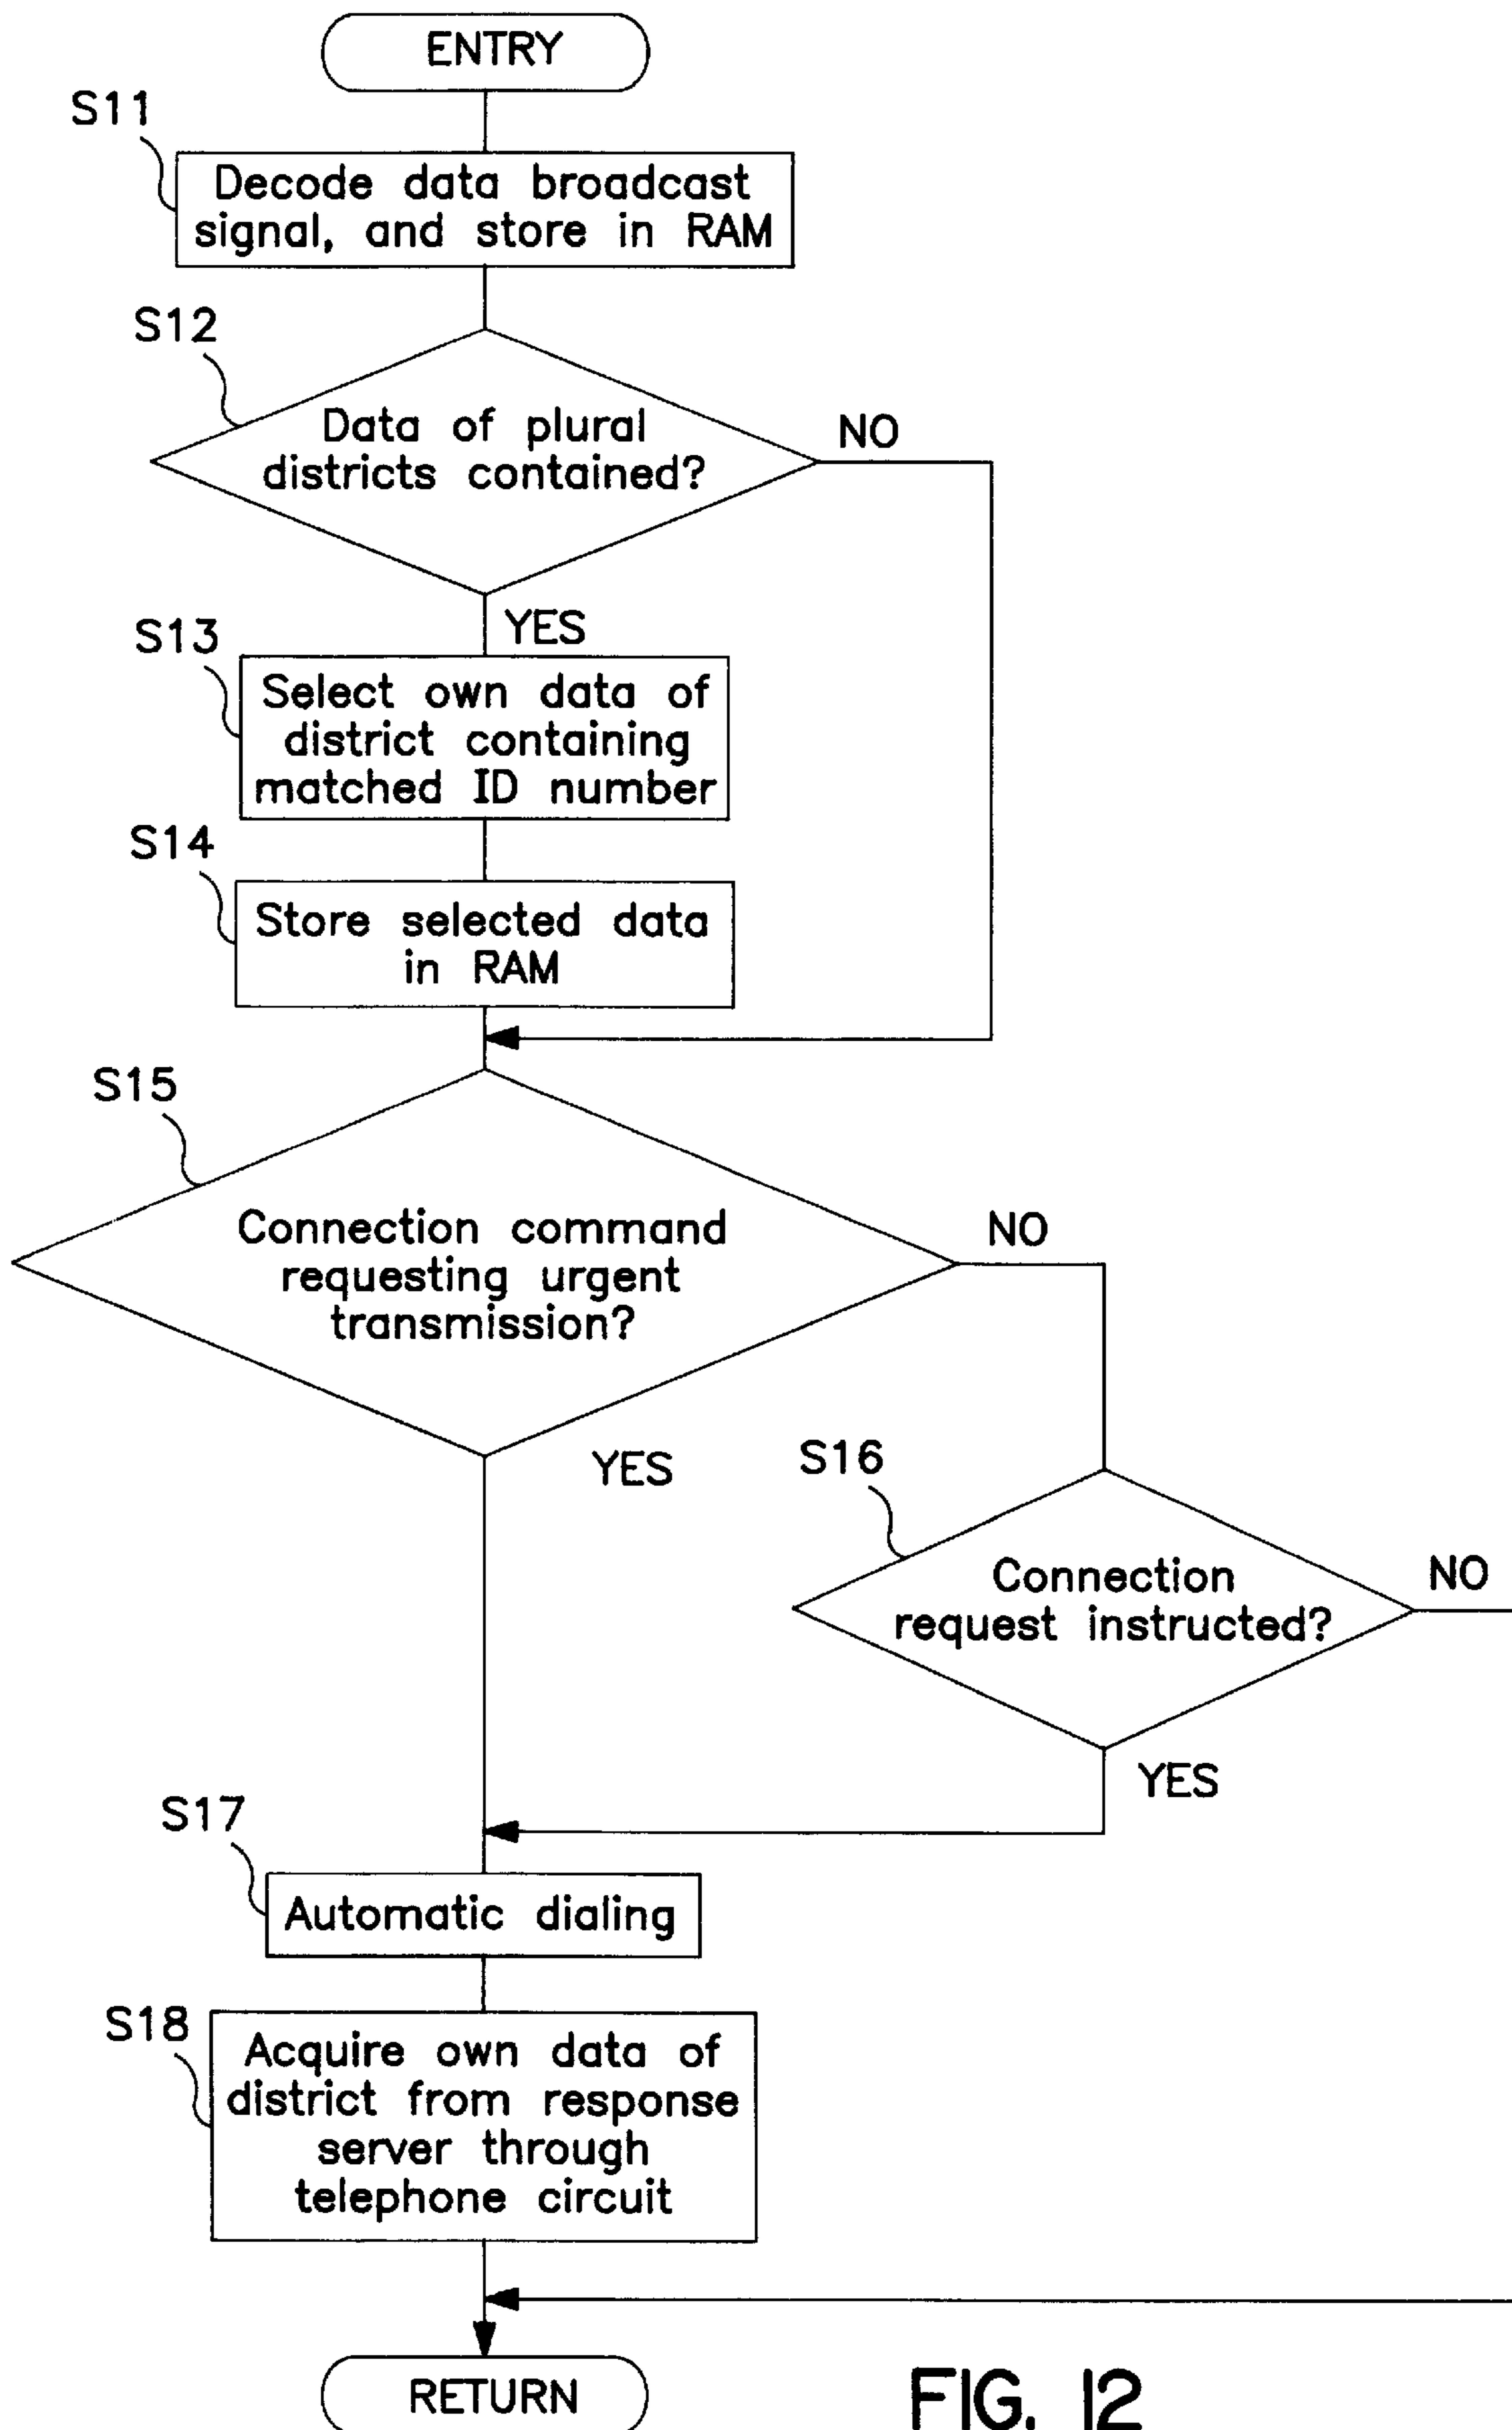 ENTRY
S11
Decode data broadcast
signal, and store in RAM
S12
Data of plural
districts contained?
NO
YES
S13
Select own data of
district containing
matched ID number
S14
Store selected data
in RAM
S15
Connection command
requesting urgent
transmission?
NO
YES
S16
Connection
request instructed?
NO
YES
S17
Automatic dialing
S18
Acquire own data of
district from response
server through
telephone circuit
RETURN
FIG. 12